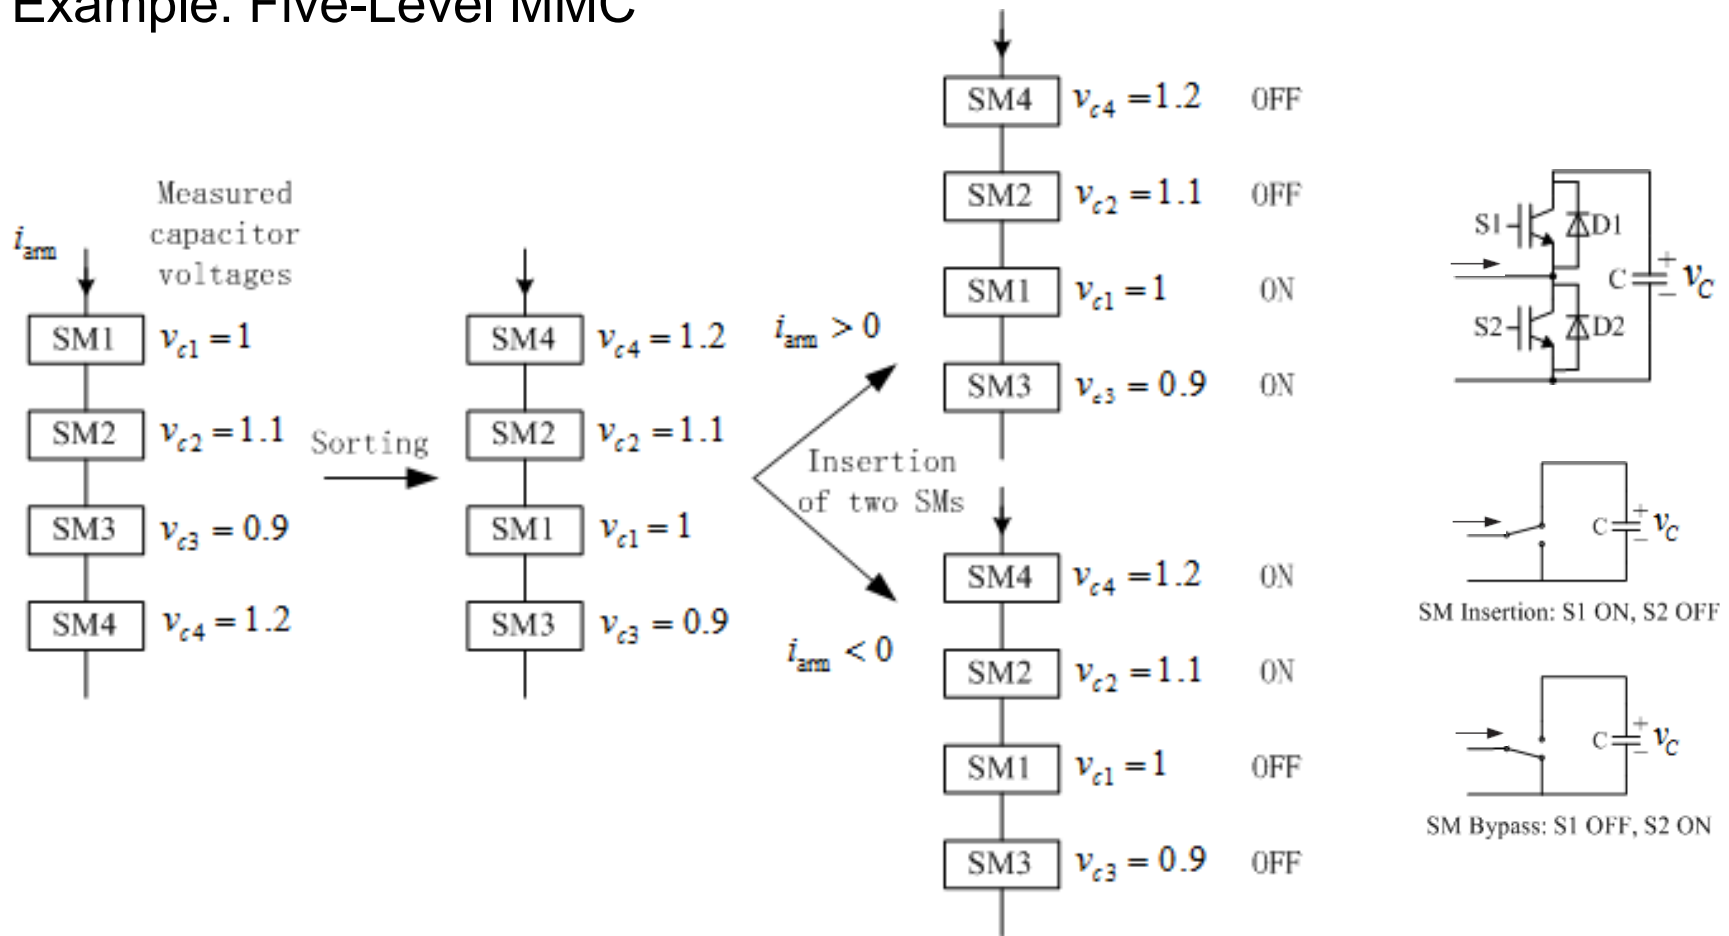 Example: Five-Level MMC
i_arm
Measured
capacitor
voltages
SM1 v_c1 = 1
SM2 v_c2 = 1.1
SM3 v_c3 = 0.9
SM4 v_c4 = 1.2
Sorting
SM4 v_c4 = 1.2
SM2 v_c2 = 1.1
SM1 v_c1 = 1
SM3 v_c3 = 0.9
i_arm > 0
Insertion
of two SMs
i_arm < 0
SM4 v_c4 = 1.2 OFF
SM2 v_c2 = 1.1 OFF
SM1 v_c1 = 1 ON
SM3 v_c3 = 0.9 ON
SM4 v_c4 = 1.2 ON
SM2 v_c2 = 1.1 ON
SM1 v_c1 = 1 OFF
SM3 v_c3 = 0.9 OFF
S1 D1
C + − v_C
S2 D2
C + − v_C
SM Insertion: S1 ON, S2 OFF
C + − v_C
SM Bypass: S1 OFF, S2 ON